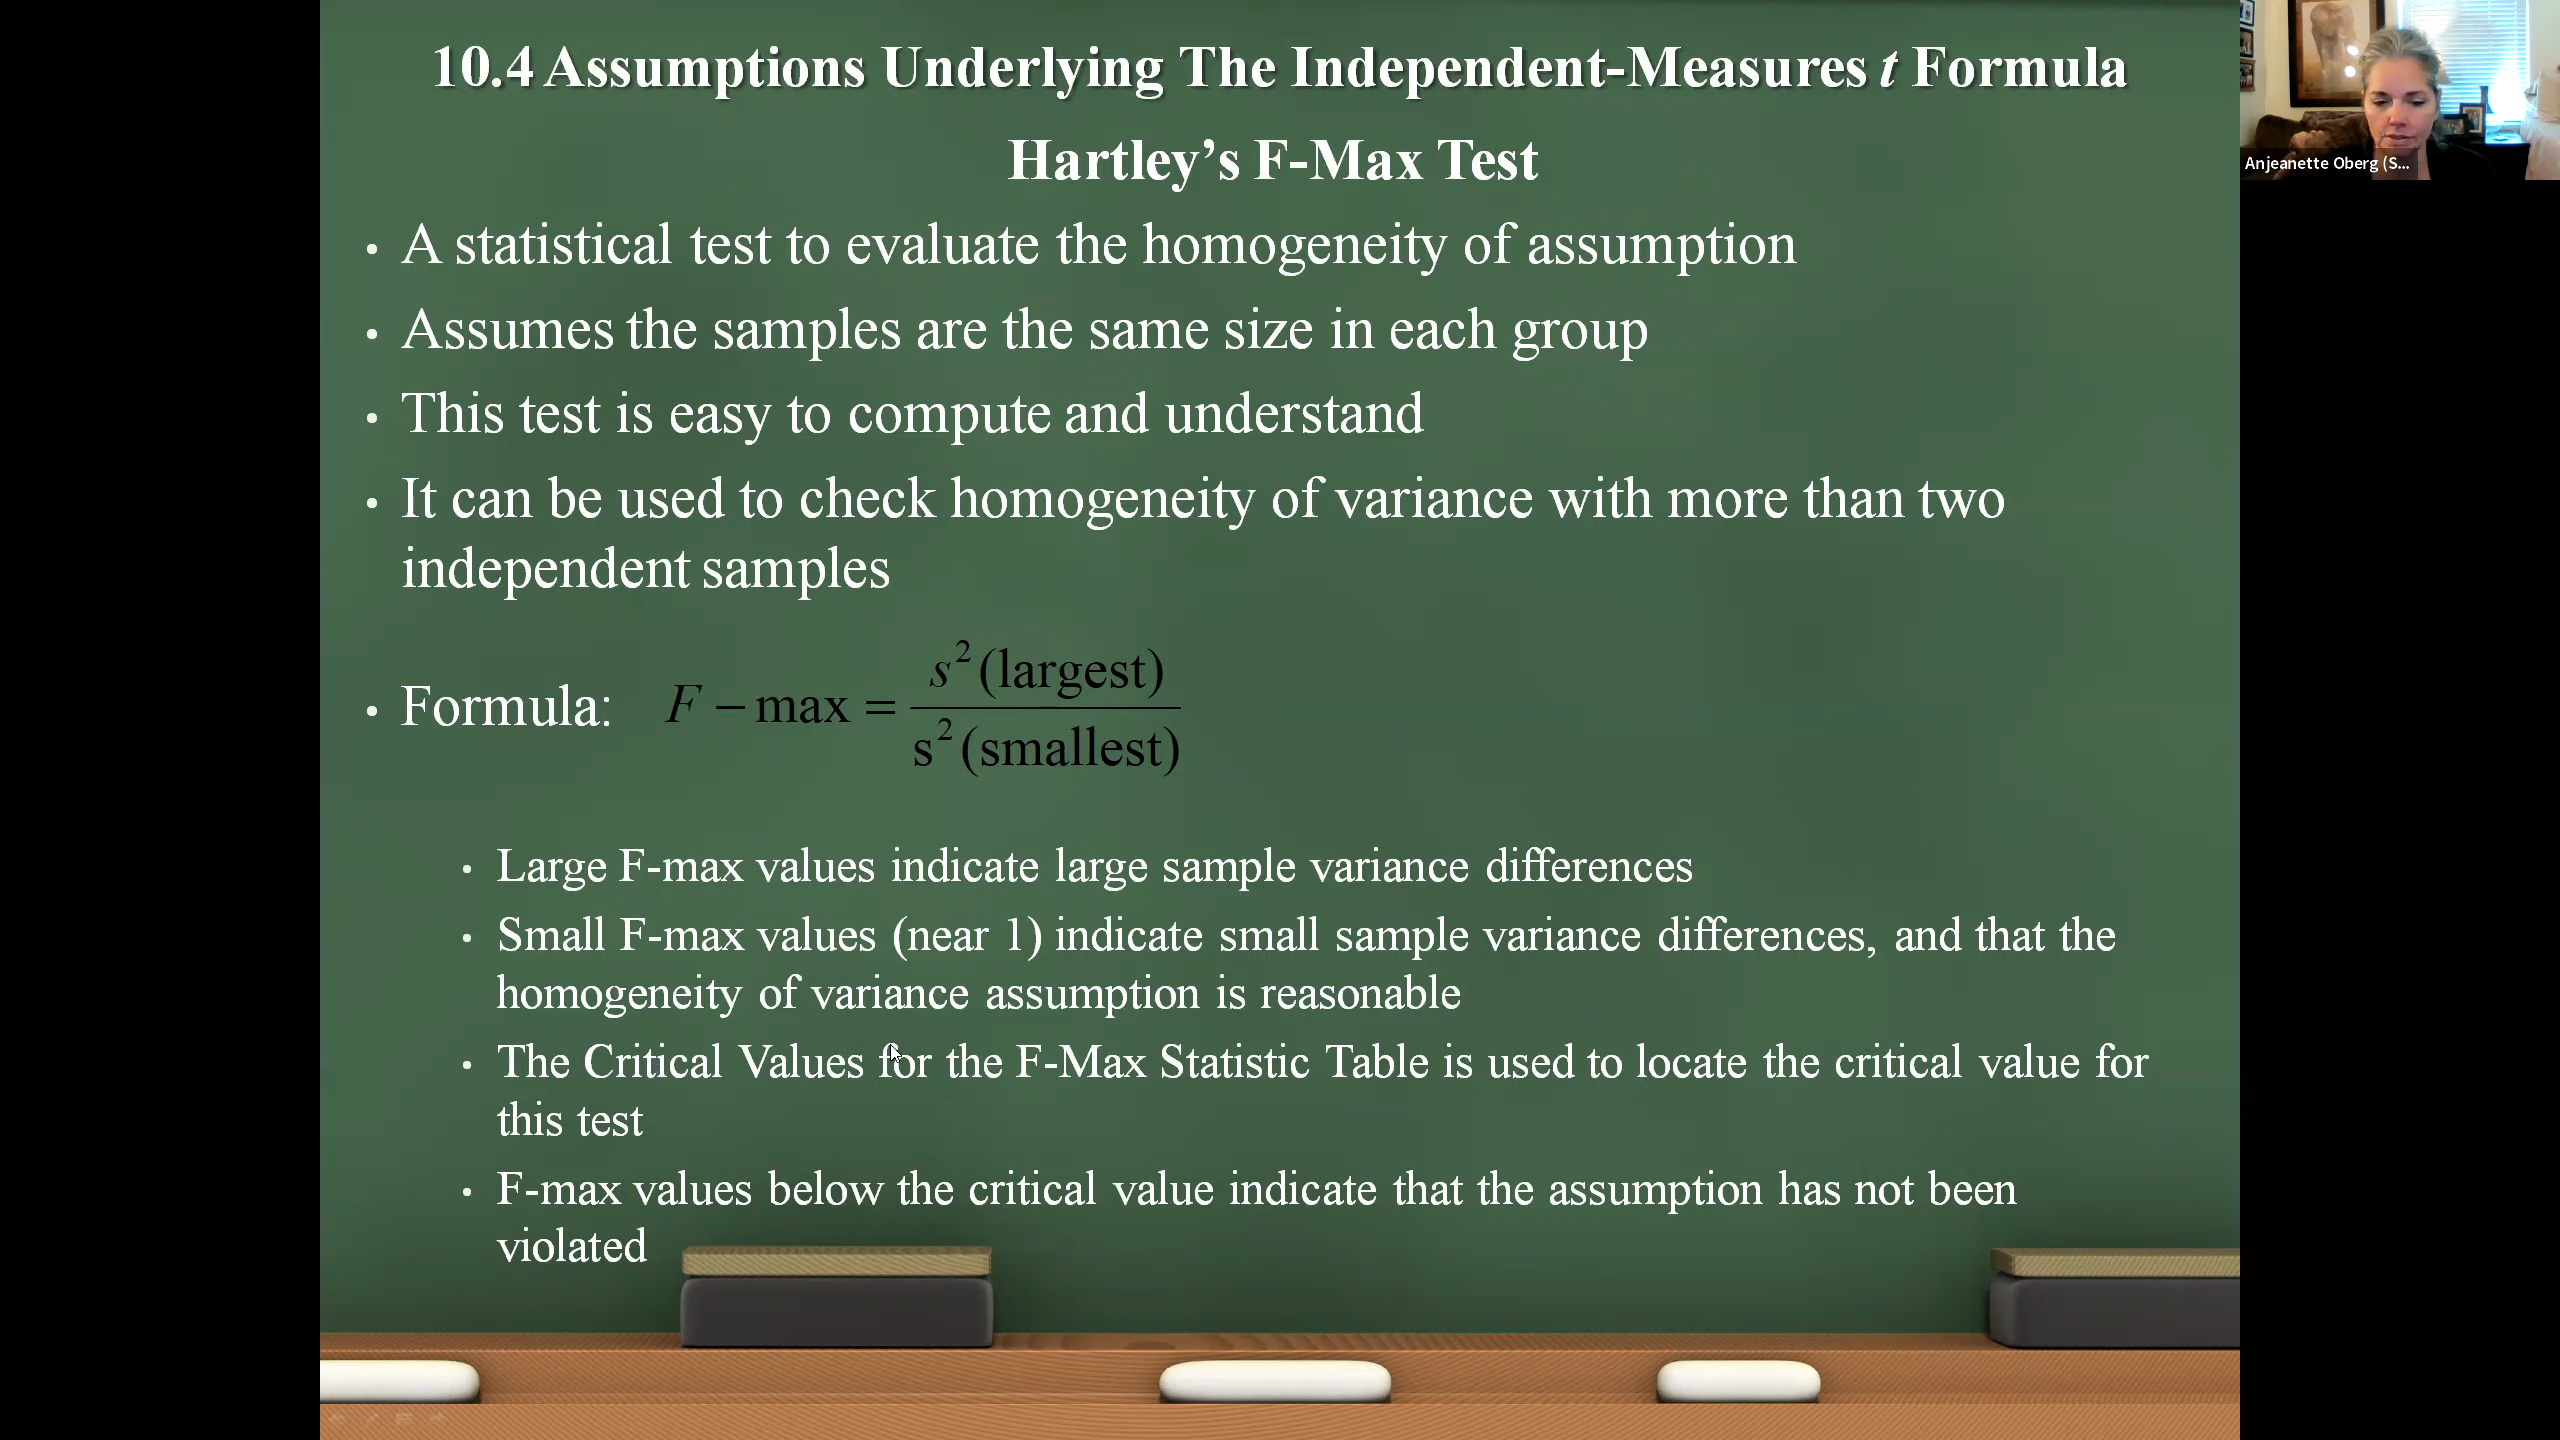 10.4 Assumptions Underlying The Independent-Measures t Formula
Hartley’s F-Max Test
Anjeanette Oberg (S...
• A statistical test to evaluate the homogeneity of assumption
• Assumes the samples are the same size in each group
• This test is easy to compute and understand
• It can be used to check homogeneity of variance with more than two
independent samples
• Formula: F − max = s²(largest) / s²(smallest)
• Large F-max values indicate large sample variance differences
• Small F-max values (near 1) indicate small sample variance differences, and that the
homogeneity of variance assumption is reasonable
• The Critical Values for the F-Max Statistic Table is used to locate the critical value for
this test
• F-max values below the critical value indicate that the assumption has not been
violated